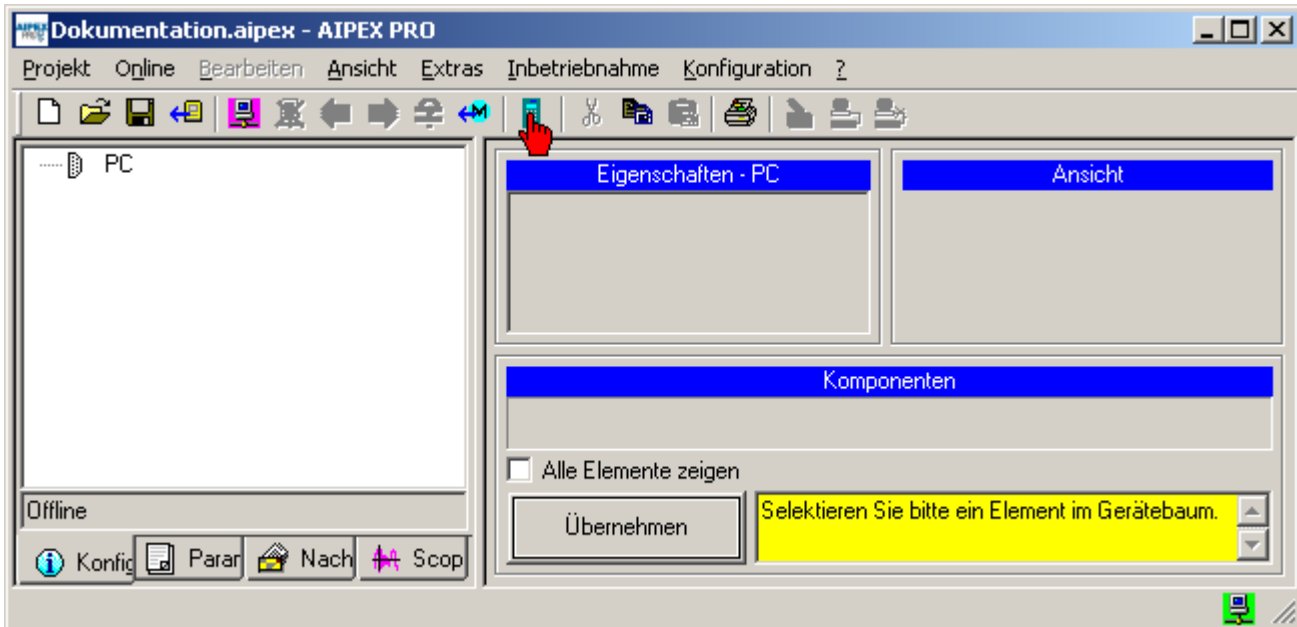 Dokumentation.aipex - AIPEX PRO
Projekt Online Bearbeiten Ansicht Extras Inbetriebnahme Konfiguration ?
PC
Eigenschaften - PC
Ansicht
Komponenten
Alle Elemente zeigen
Offline
Übernehmen
Selektieren Sie bitte ein Element im Gerätebaum.
Konfig Parar Nach Scop